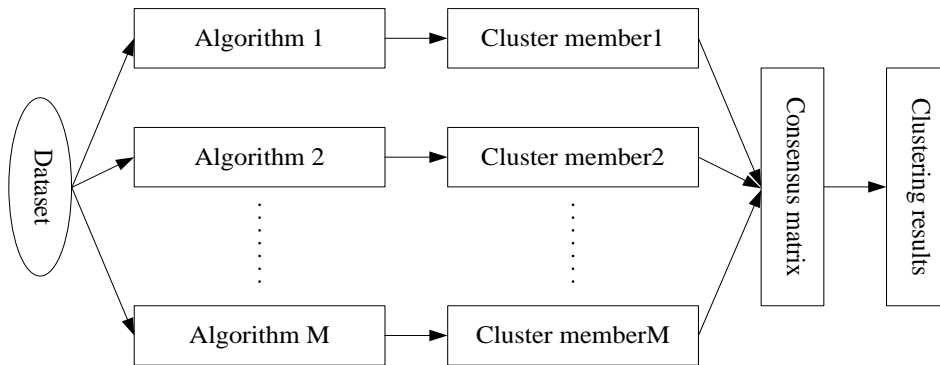 Dataset
Algorithm 1
Cluster member1
Algorithm 2
Cluster member2
Algorithm M
Cluster memberM
Consensus matrix
Clustering results